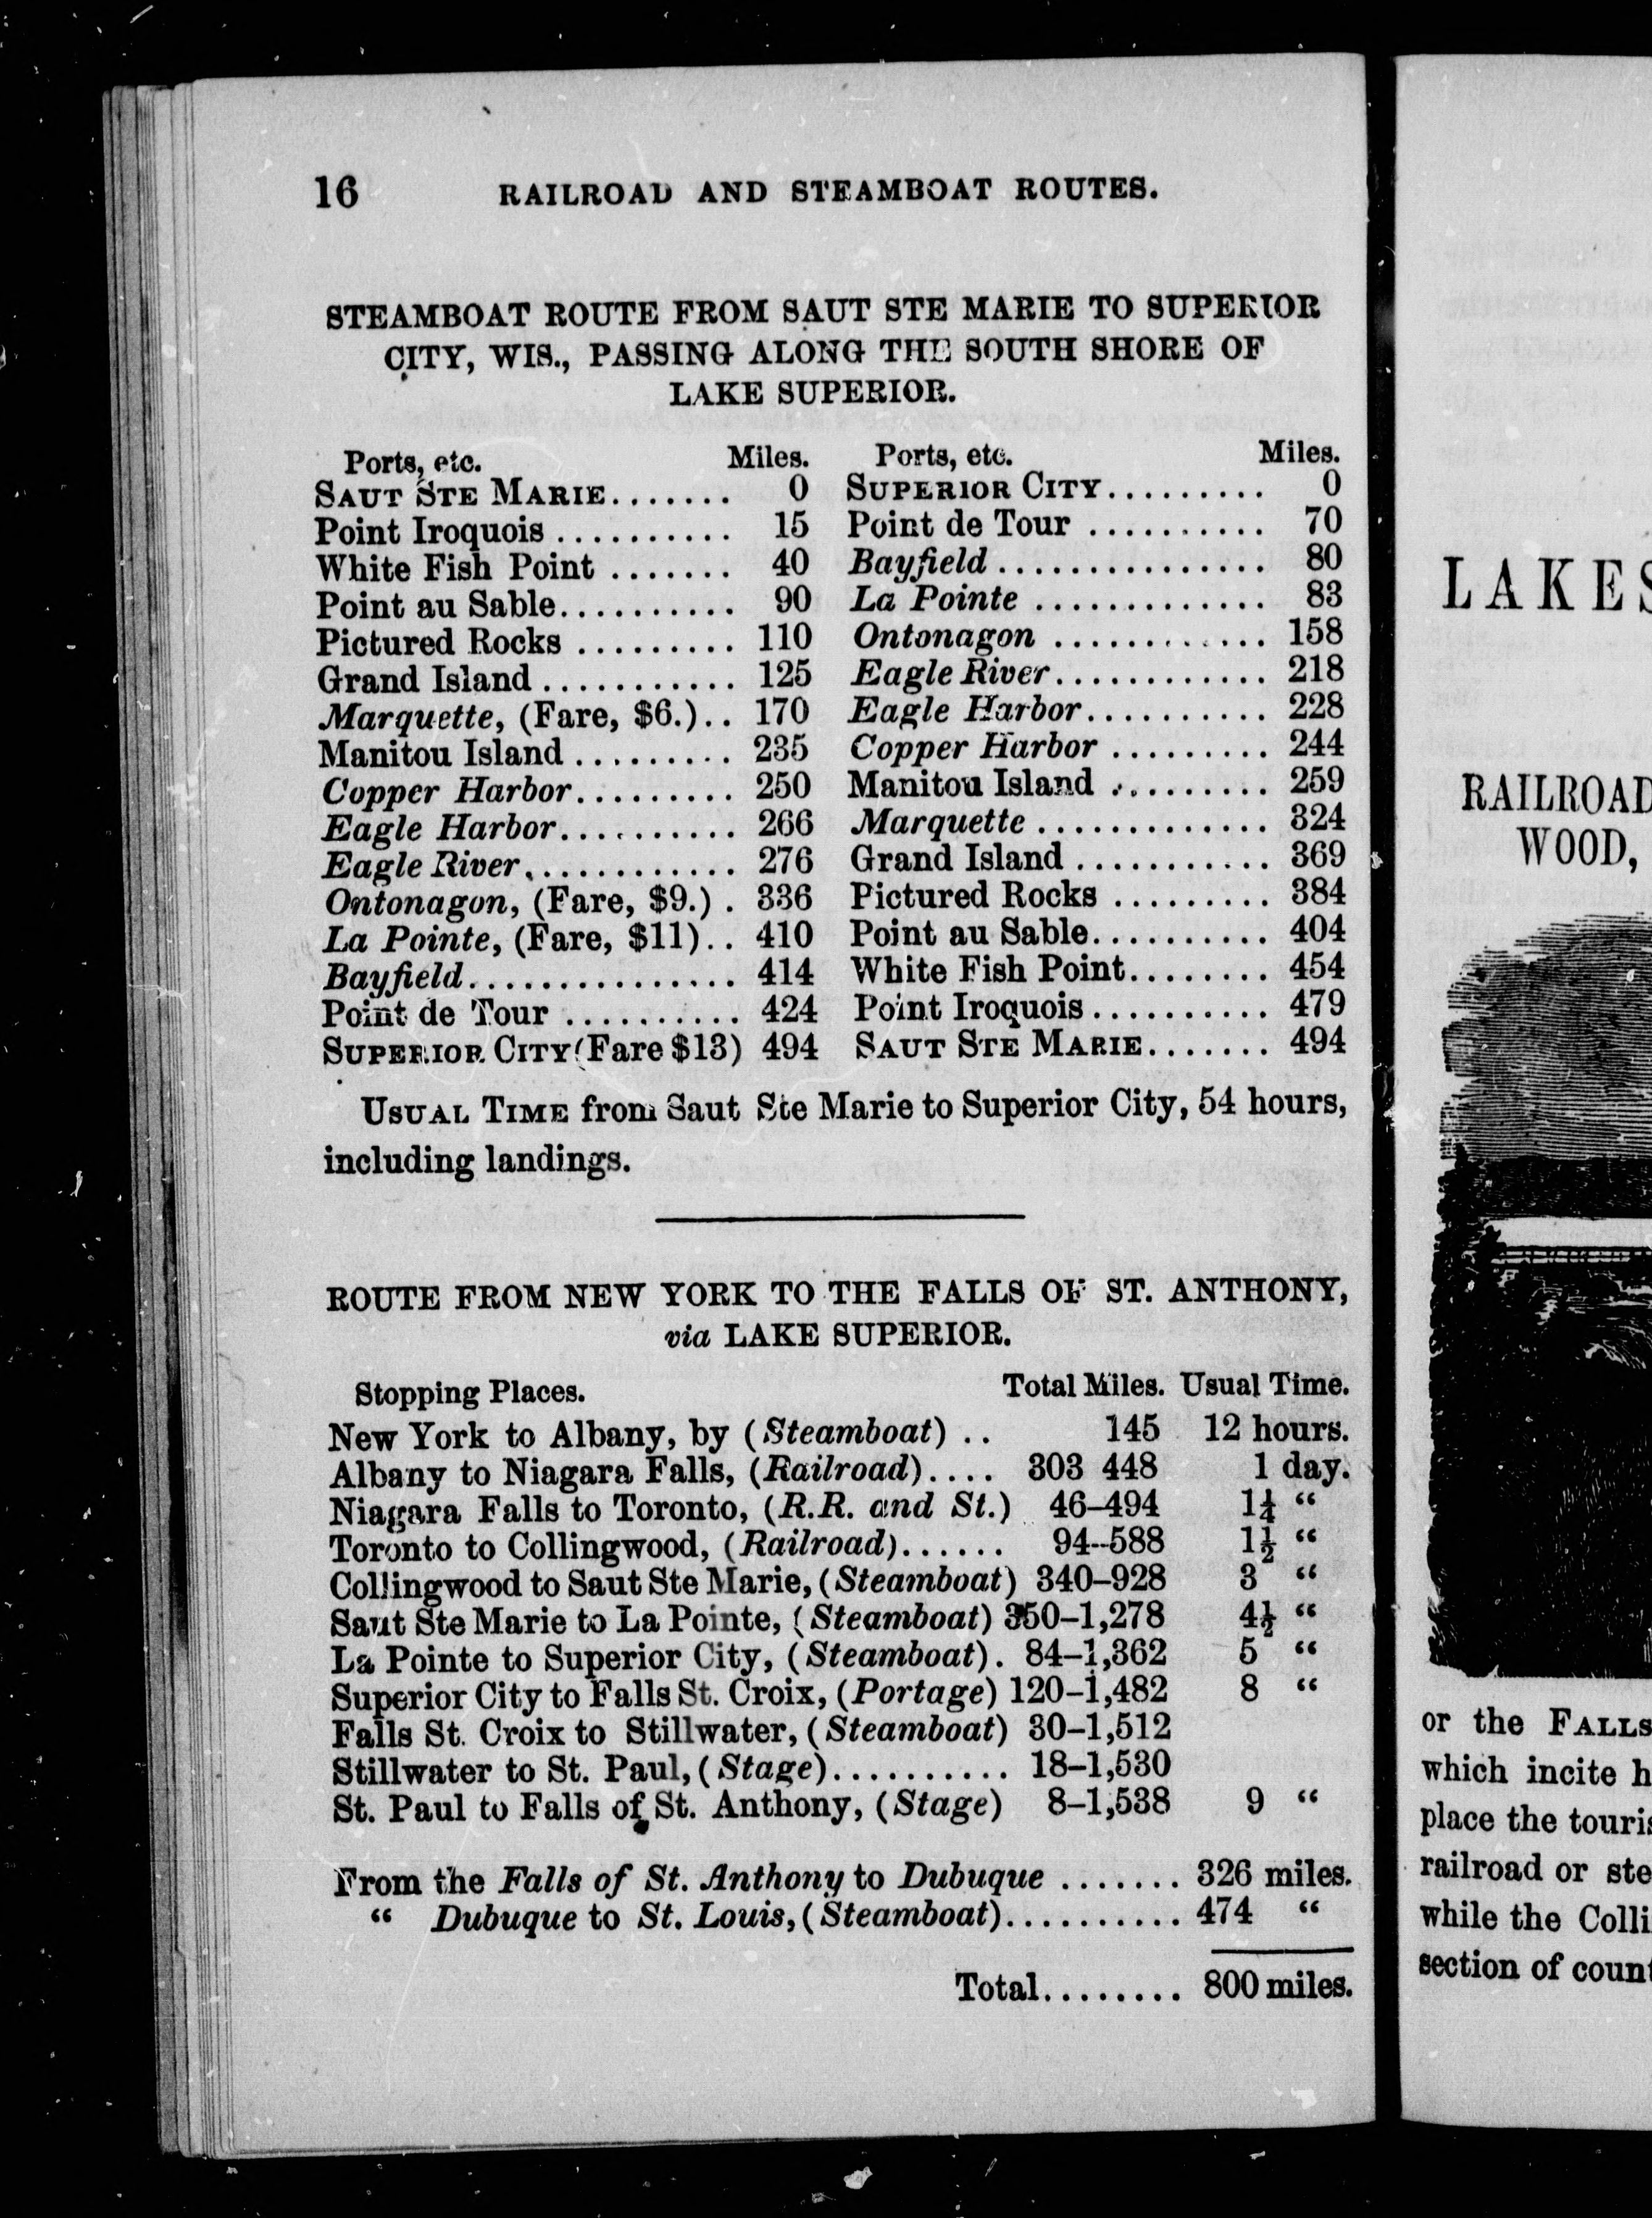 16 RAILROAD AND STEAMBOAT ROUTES.
STEAMBOAT ROUTE FROM SAUT STE MARIE TO SUPERIOR
CITY, WIS., PASSING ALONG THE SOUTH SHORE OF
LAKE SUPERIOR.
Ports, etc. Miles. Ports, etc. Miles.
SAUT STE MARIE....... 0 SUPERIOR CITY......... 0
Point Iroquois .......... 15 Point de Tour .......... 70
White Fish Point ....... 40 Bayfield ............... 80
Point au Sable.......... 90 La Pointe ............. 83
Pictured Rocks ......... 110 Ontonagon ............ 158
Grand Island ........... 125 Eagle River............ 218
Marquette, (Fare, $6.).. 170 Eagle Harbor.......... 228
Manitou Island ......... 235 Copper Harbor ......... 244
Copper Harbor......... 250 Manitou Island ......... 259
Eagle Harbor.......... 266 Marquette ............. 324
Eagle River............ 276 Grand Island ........... 369
Ontonagon, (Fare, $9.) . 336 Pictured Rocks ......... 384
La Pointe, (Fare, $11).. 410 Point au Sable.......... 404
Bayfield............... 414 White Fish Point........ 454
Point de Tour .......... 424 Point Iroquois.......... 479
SUPERIOR CITY (Fare $13) 494 SAUT STE MARIE....... 494
USUAL TIME from Saut Ste Marie to Superior City, 54 hours,
including landings.
ROUTE FROM NEW YORK TO THE FALLS OF ST. ANTHONY,
via LAKE SUPERIOR.
Stopping Places. Total Miles. Usual Time.
New York to Albany, by (Steamboat) .. 145 12 hours.
Albany to Niagara Falls, (Railroad).... 303 448 1 day.
Niagara Falls to Toronto, (R.R. and St.) 46–494 1¼ “
Toronto to Collingwood, (Railroad)...... 94–588 1½ “
Collingwood to Saut Ste Marie, (Steamboat) 340–928 3 “
Saut Ste Marie to La Pointe, (Steamboat) 350–1,278 4½ “
La Pointe to Superior City, (Steamboat). 84–1,362 5 “
Superior City to Falls St. Croix, (Portage) 120–1,482 8 “
Falls St. Croix to Stillwater, (Steamboat) 30–1,512
Stillwater to St. Paul, (Stage).......... 18–1,530
St. Paul to Falls of St. Anthony, (Stage) 8–1,538 9 “
From the Falls of St. Anthony to Dubuque ....... 326 miles.
“ Dubuque to St. Louis, (Steamboat).......... 474 “
Total........ 800 miles.
LAKES
RAILROAD
WOOD,
or the FALLS
which incite h
place the touris
railroad or ste
while the Colli
section of count